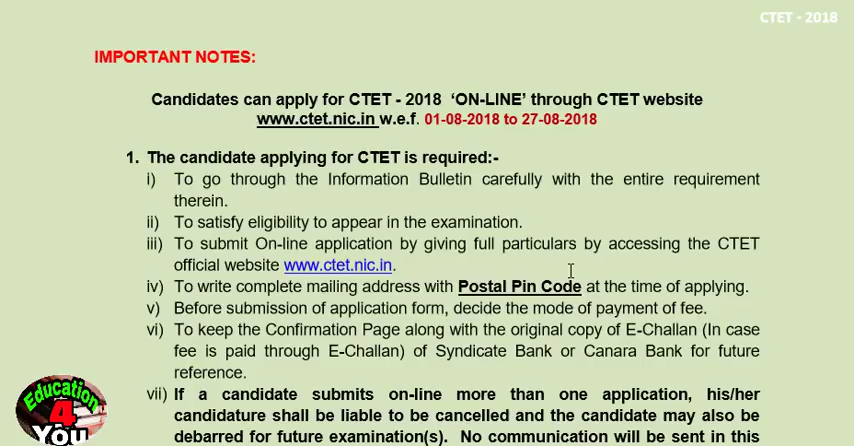 CTET - 2018
IMPORTANT NOTES:
Candidates can apply for CTET - 2018 ‘ON-LINE’ through CTET website
www.ctet.nic.in w.e.f. 01-08-2018 to 27-08-2018
1. The candidate applying for CTET is required:-
i) To go through the Information Bulletin carefully with the entire requirement
therein.
ii) To satisfy eligibility to appear in the examination.
iii) To submit On-line application by giving full particulars by accessing the CTET
official website www.ctet.nic.in.
iv) To write complete mailing address with Postal Pin Code at the time of applying.
v) Before submission of application form, decide the mode of payment of fee.
vi) To keep the Confirmation Page along with the original copy of E-Challan (In case
fee is paid through E-Challan) of Syndicate Bank or Canara Bank for future
reference.
vii) If a candidate submits on-line more than one application, his/her
candidature shall be liable to be cancelled and the candidate may also be
debarred for future examination(s). No communication will be sent in this
Education
4
You